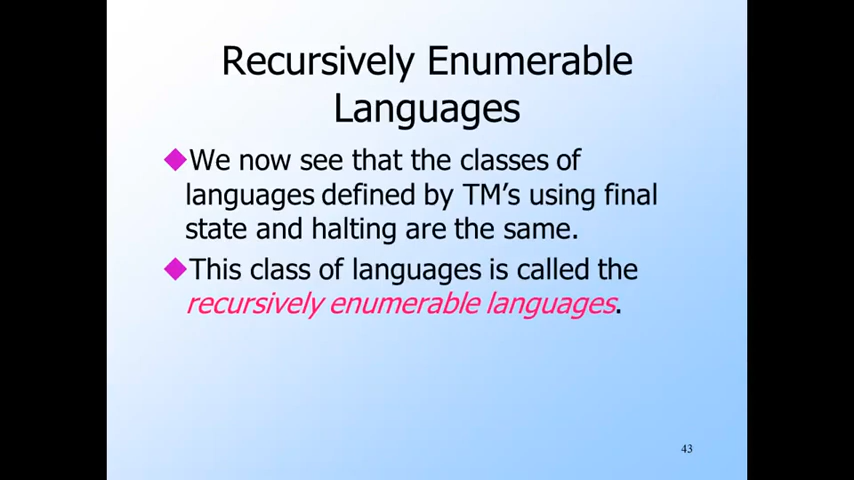 Recursively Enumerable
Languages
We now see that the classes of
languages defined by TM’s using final
state and halting are the same.
This class of languages is called the
recursively enumerable languages.
43